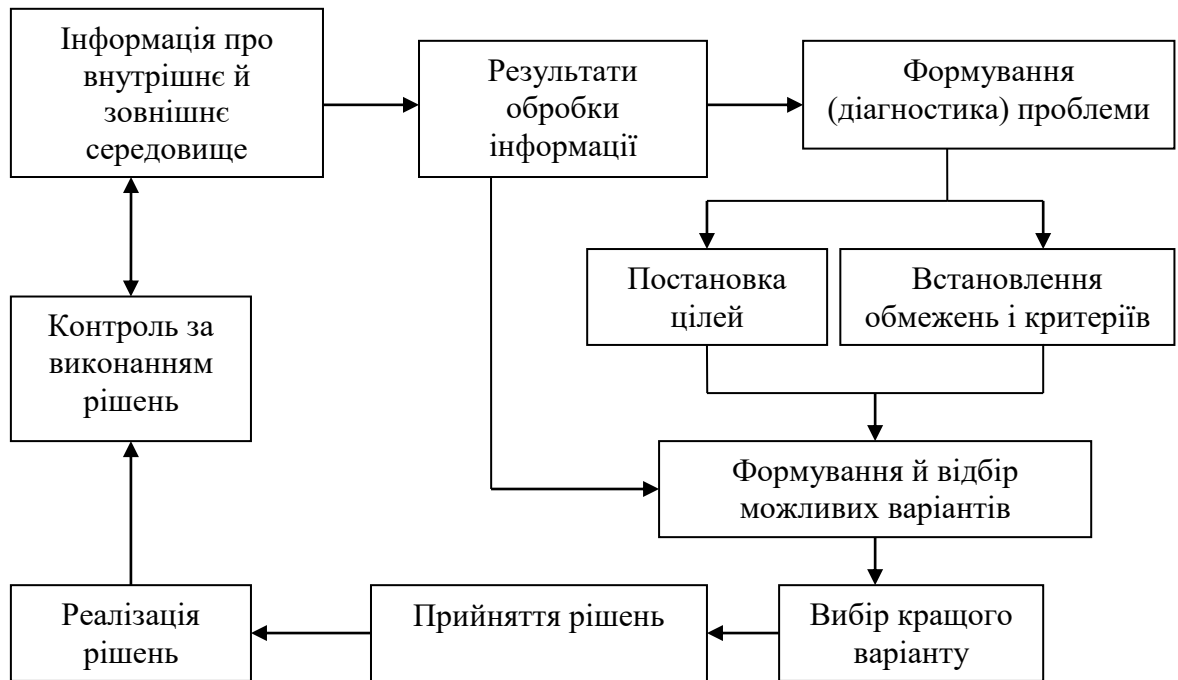 Інформація про
внутрішнє й
зовнішнє
середовище
Результати
обробки
інформації
Формування
(діагностика) проблеми
Постановка
цілей
Встановлення
обмежень і критеріїв
Контроль за
виконанням
рішень
Формування й відбір
можливих варіантів
Реалізація
рішень
Прийняття рішень
Вибір кращого
варіанту